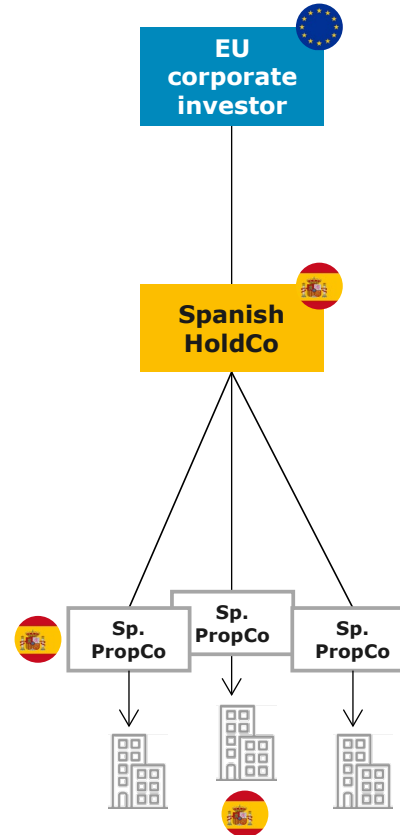 EU
corporate
investor
Spanish
HoldCo
Sp.
PropCo
Sp.
PropCo
Sp.
PropCo